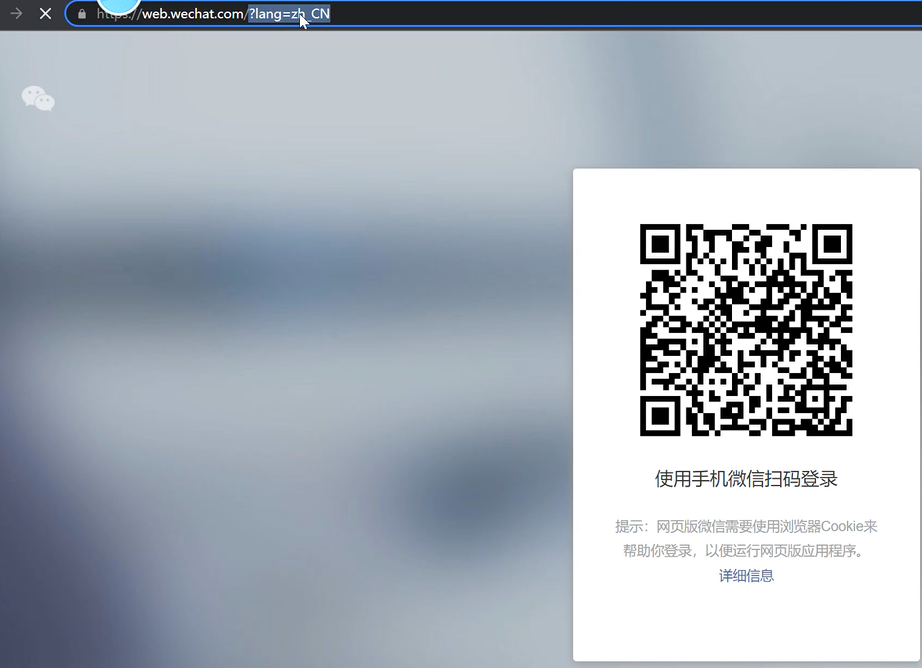 https://web.wechat.com/?lang=zh_CN
使用手机微信扫码登录
提示：网页版微信需要使用浏览器Cookie来
帮助你登录，以便运行网页版应用程序。
详细信息